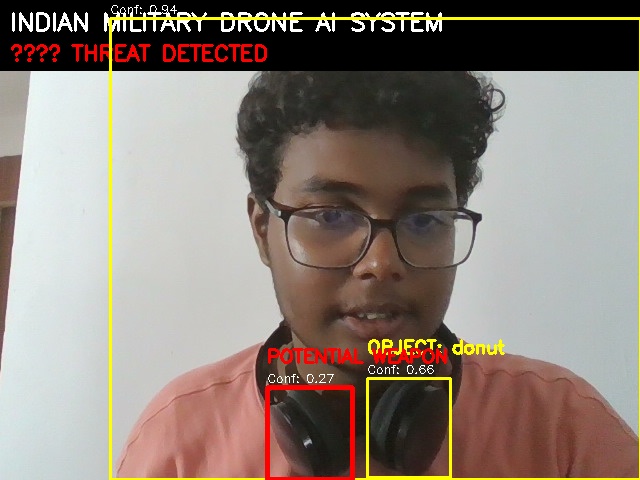 Conf: 0.94
INDIAN MILITARY DRONE AI SYSTEM
???? THREAT DETECTED
OBJECT: donut
POTENTIAL WEAPON
Conf: 0.66
Conf: 0.27